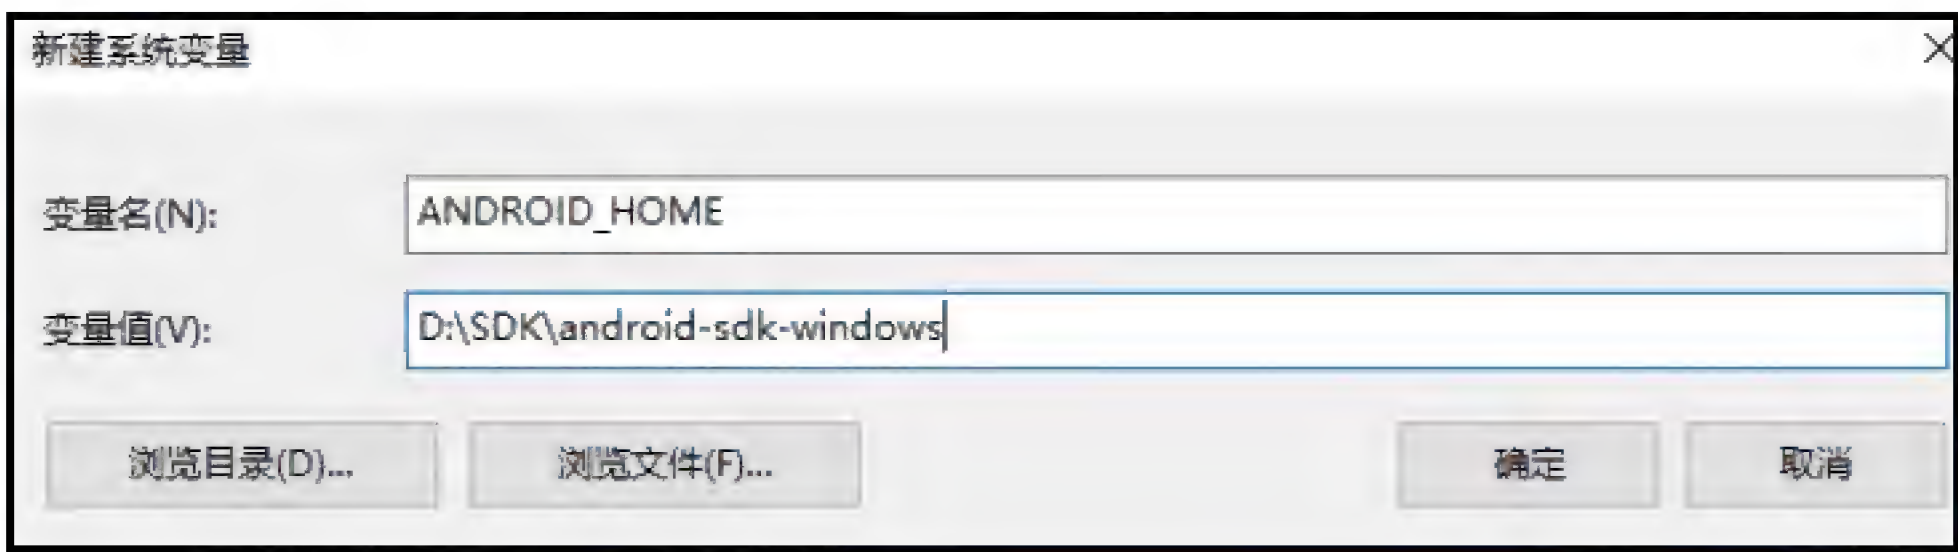 新建系统变量
变量名(N):
ANDROID_HOME
变量值(V):
D:\SDK\android-sdk-windows
浏览目录(D)...
浏览文件(F)...
确定
取消